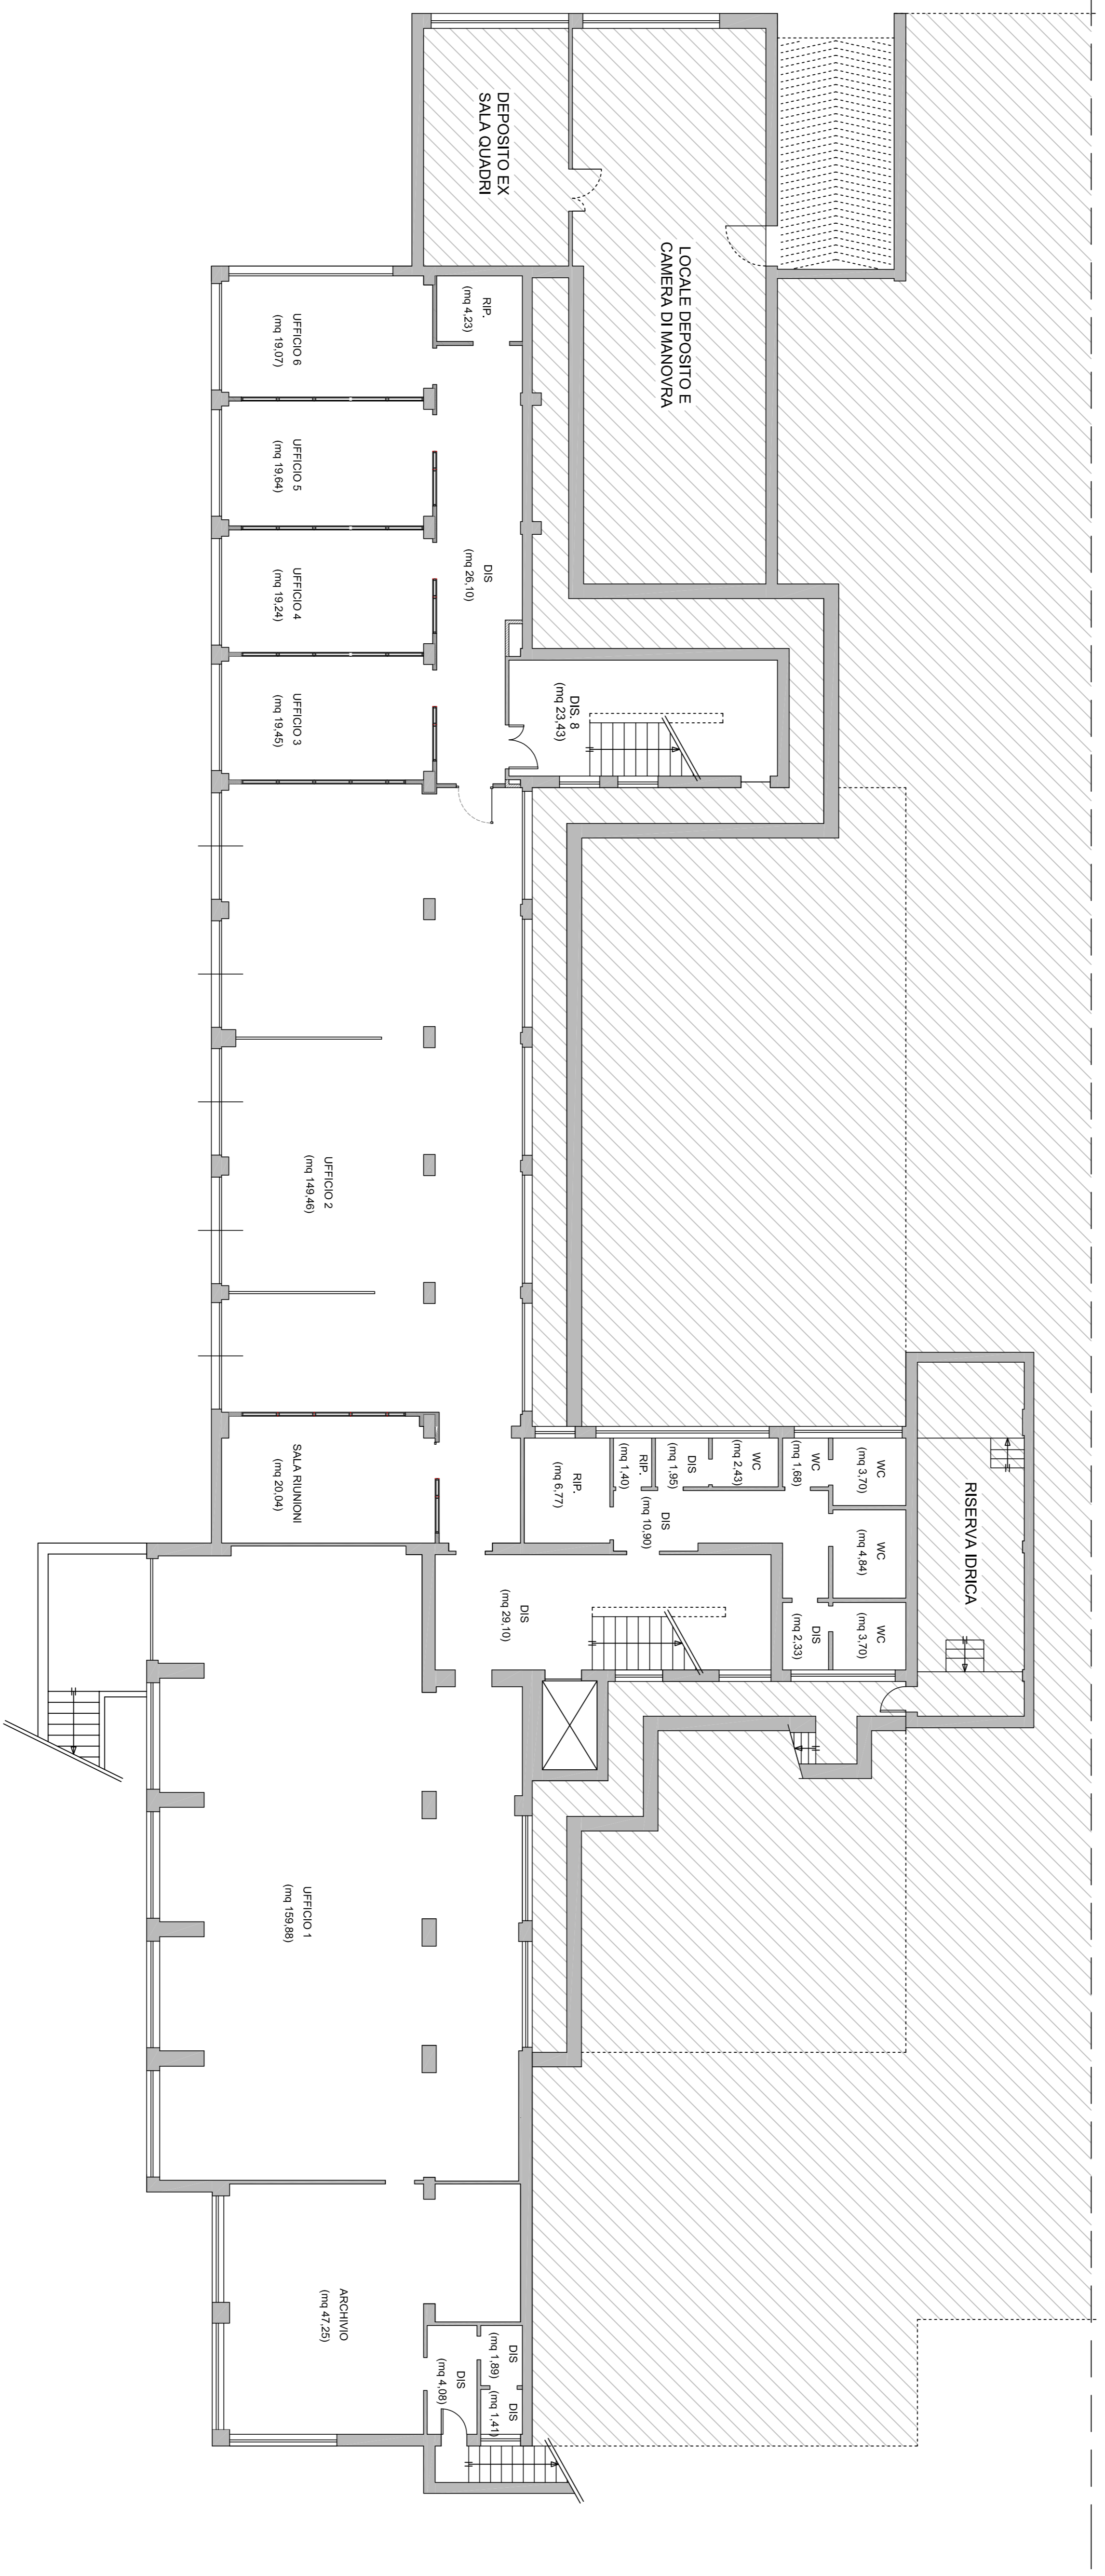 DEPOSITO EX
SALA QUADRI
LOCALE DEPOSITO E
CAMERA DI MANOVRA
RIP.
(mq 4,23)
UFFICIO 6
(mq 19,07)
UFFICIO 5
(mq 19,64)
DIS
(mq 26,10)
UFFICIO 4
(mq 19,24)
DIS. 8
(mq 23,43)
UFFICIO 3
(mq 19,45)
UFFICIO 2
(mq 149,46)
SALA RIUNIONI
(mq 20,04)
RIP.
(mq 6,77)
RIP.
(mq 1,40)
DIS
(mq 1,95)
WC
(mq 2,43)
WC
(mq 1,68)
WC
(mq 3,70)
DIS
(mq 10,90)
WC
(mq 4,84)
RISERVA IDRICA
DIS
(mq 29,10)
DIS
(mq 2,33)
WC
(mq 3,70)
UFFICIO 1
(mq 159,88)
ARCHIVIO
(mq 47,25)
DIS
(mq 1,89)
DIS
(mq 4,08)
DIS
(mq 1,41)